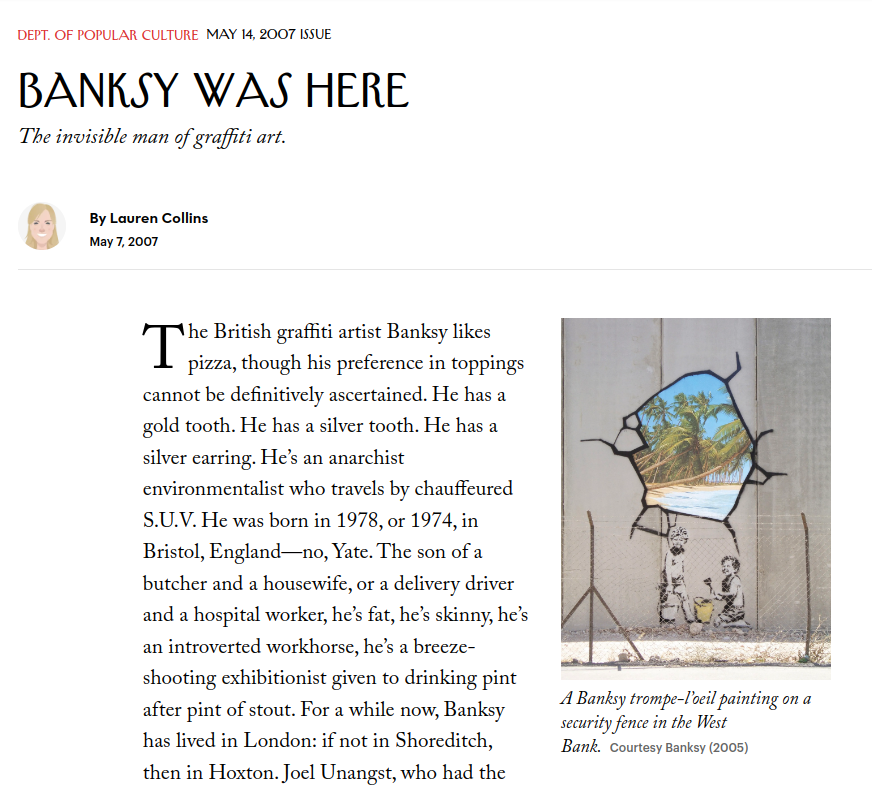 DEPT. OF POPULAR CULTURE MAY 14, 2007 ISSUE
BANKSY WAS HERE
The invisible man of graffiti art.
By Lauren Collins
May 7, 2007
The British graffiti artist Banksy likes
pizza, though his preference in toppings
cannot be definitively ascertained. He has a
gold tooth. He has a silver tooth. He has a
silver earring. He’s an anarchist
environmentalist who travels by chauffeured
S.U.V. He was born in 1978, or 1974, in
Bristol, England—no, Yate. The son of a
butcher and a housewife, or a delivery driver
and a hospital worker, he’s fat, he’s skinny, he’s
an introverted workhorse, he’s a breeze-
shooting exhibitionist given to drinking pint
after pint of stout. For a while now, Banksy
has lived in London: if not in Shoreditch,
then in Hoxton. Joel Unangst, who had the
A Banksy trompe-l’oeil painting on a
security fence in the West
Bank. Courtesy Banksy (2005)